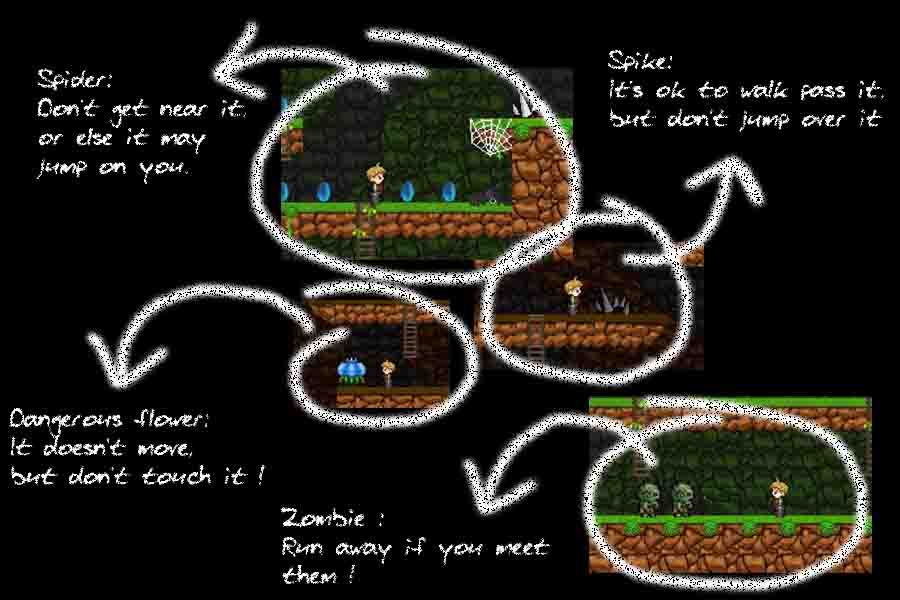 Spider:
Don't get near it,
or else it may
jump on you.
Spike:
It's ok to walk pass it,
but don't jump over it
Dangerous flower:
It doesn't move,
but don't touch it !
Zombie :
Run away if you meet
them !